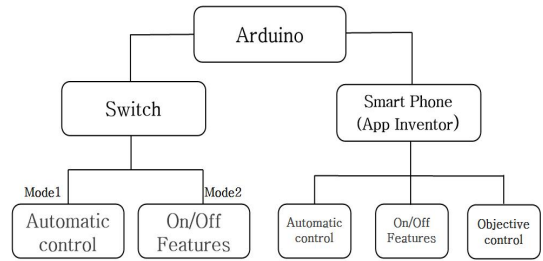 Arduino
Switch
Smart Phone
(App Inventor)
Mode1
Mode2
Automatic
control
On/Off
Features
Automatic
control
On/Off
Features
Objective
control